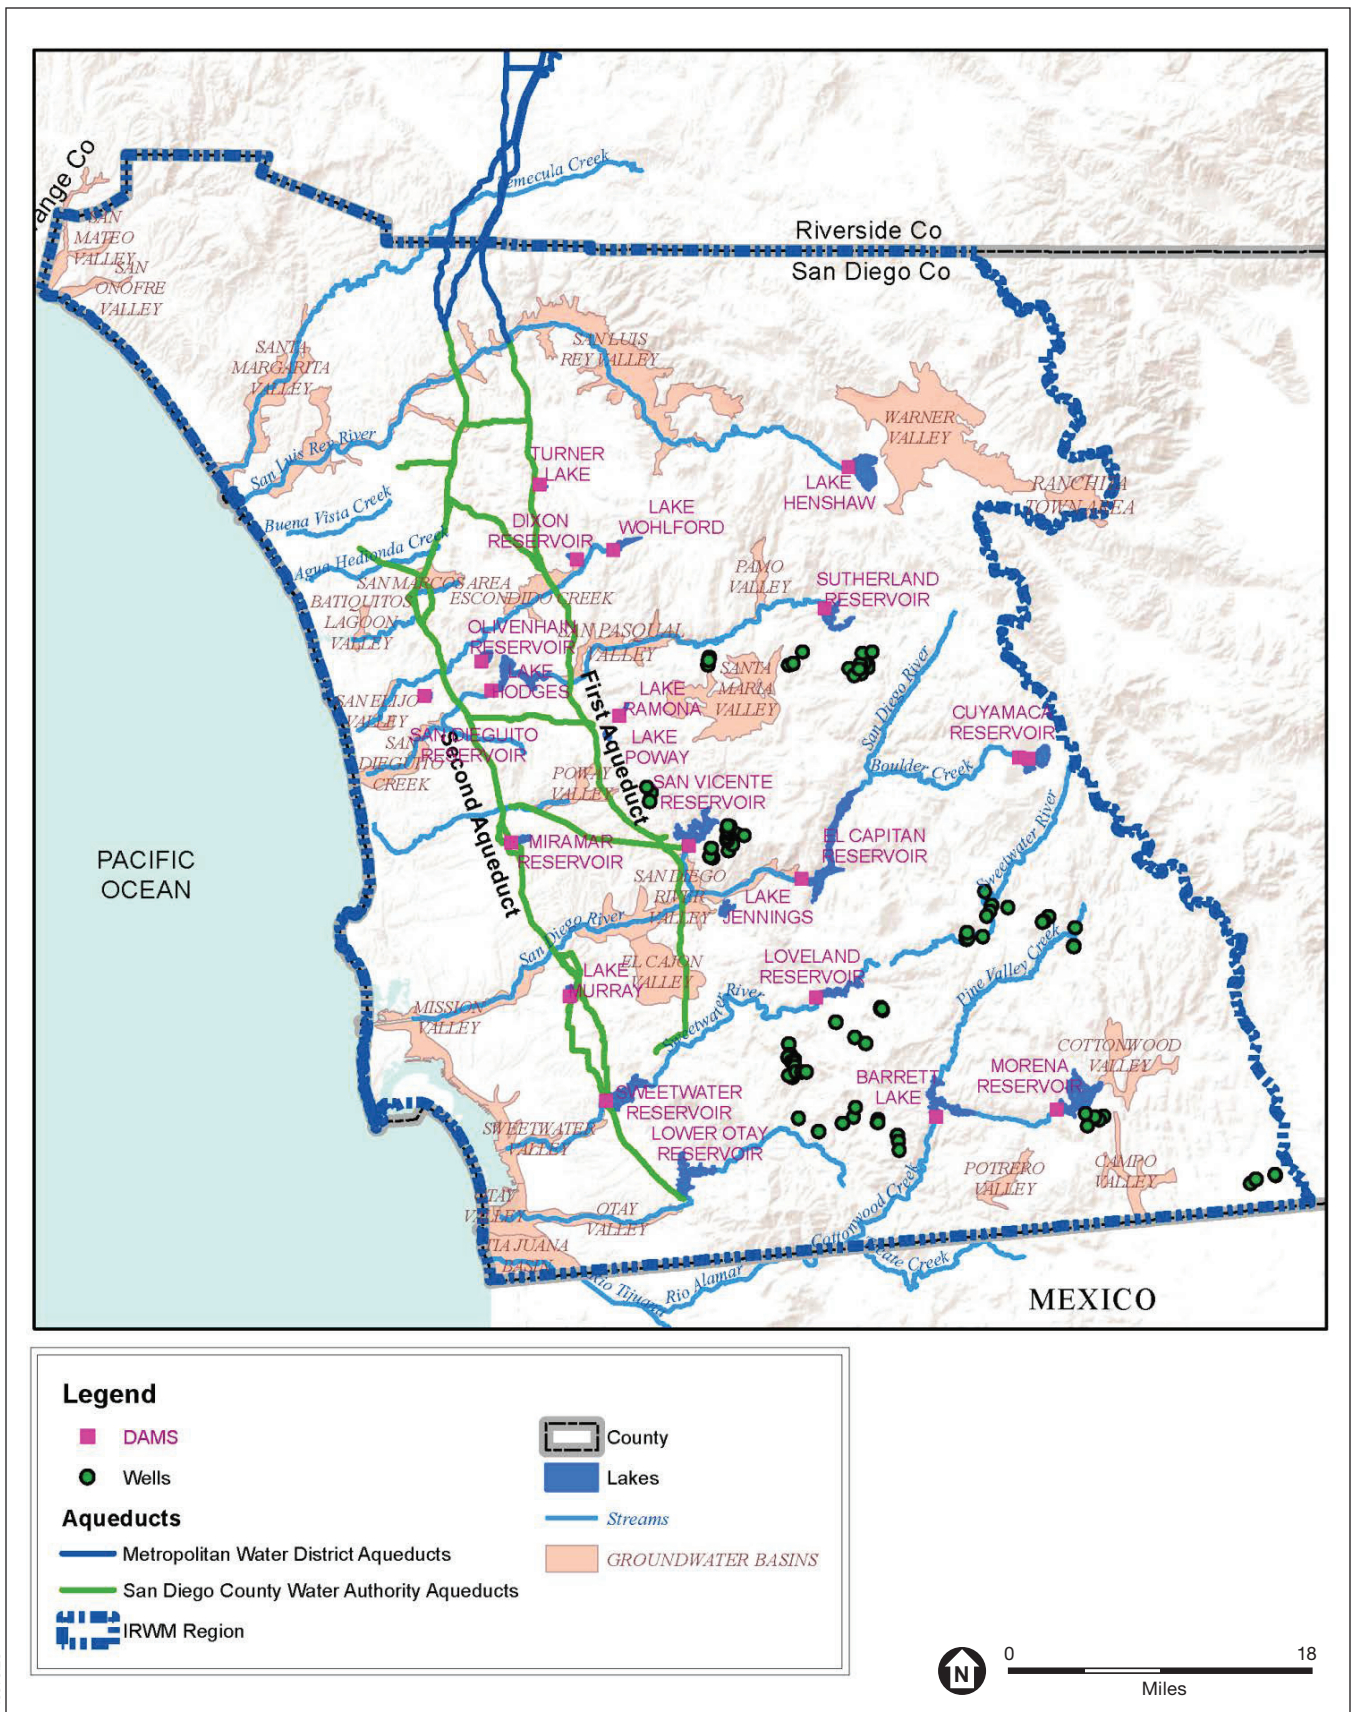 ange Co
Temecula Creek
Riverside Co
San Diego Co
SAN
MATEO
VALLEY
SAN
ONOFRE
VALLEY
SANTA
MARGARITA
VALLEY
SAN LUIS
REY VALLEY
WARNER
VALLEY
San Luis Rey River
TURNER
LAKE
LAKE
HENSHAW
RANCHITA
TOWN AREA
Buena Vista Creek
DIXON
RESERVOIR
LAKE
WOHLFORD
Agua Hedionda Creek
SAN MARCOS AREA
PAMO
VALLEY
SUTHERLAND
RESERVOIR
BATIQUITOS
LAGOON
VALLEY
ESCONDIDO CREEK
OLIVENHAIN
RESERVOIR
SAN PASQUAL
VALLEY
LAKE
HODGES
First Aqueduct
LAKE
RAMONA
SANTA
MARIA
VALLEY
San Diego River
SAN ELIJO
VALLEY
CUYAMACA
RESERVOIR
SAN DIEGUITO
RESERVOIR
SAN
DIEGUITO
CREEK
Second Aqueduct
LAKE
POWAY
Boulder Creek
POWAY
VALLEY
SAN VICENTE
RESERVOIR
Sweetwater River
PACIFIC
OCEAN
MIRAMAR
RESERVOIR
EL CAPITAN
RESERVOIR
SAN DIEGO
RIVER
VALLEY
LAKE
JENNINGS
San Diego River
Pine Valley Creek
LAKE
MURRAY
EL CAJON
VALLEY
LOVELAND
RESERVOIR
MISSION
VALLEY
Sweetwater River
COTTONWOOD
VALLEY
BARRETT
LAKE
MORENA
RESERVOIR
SWEETWATER
RESERVOIR
SWEETWATER
VALLEY
LOWER OTAY
RESERVOIR
POTRERO
VALLEY
CAMPO
VALLEY
OTAY
VALLEY
OTAY
VALLEY
Cottonwood Creek
TIA JUANA
BASIN
Rio Tijuana
Rio Alamar
ecate Creek
MEXICO
Legend
DAMS
Wells
Aqueducts
Metropolitan Water District Aqueducts
San Diego County Water Authority Aqueducts
IRWM Region
County
Lakes
Streams
GROUNDWATER BASINS
N
0 18
Miles